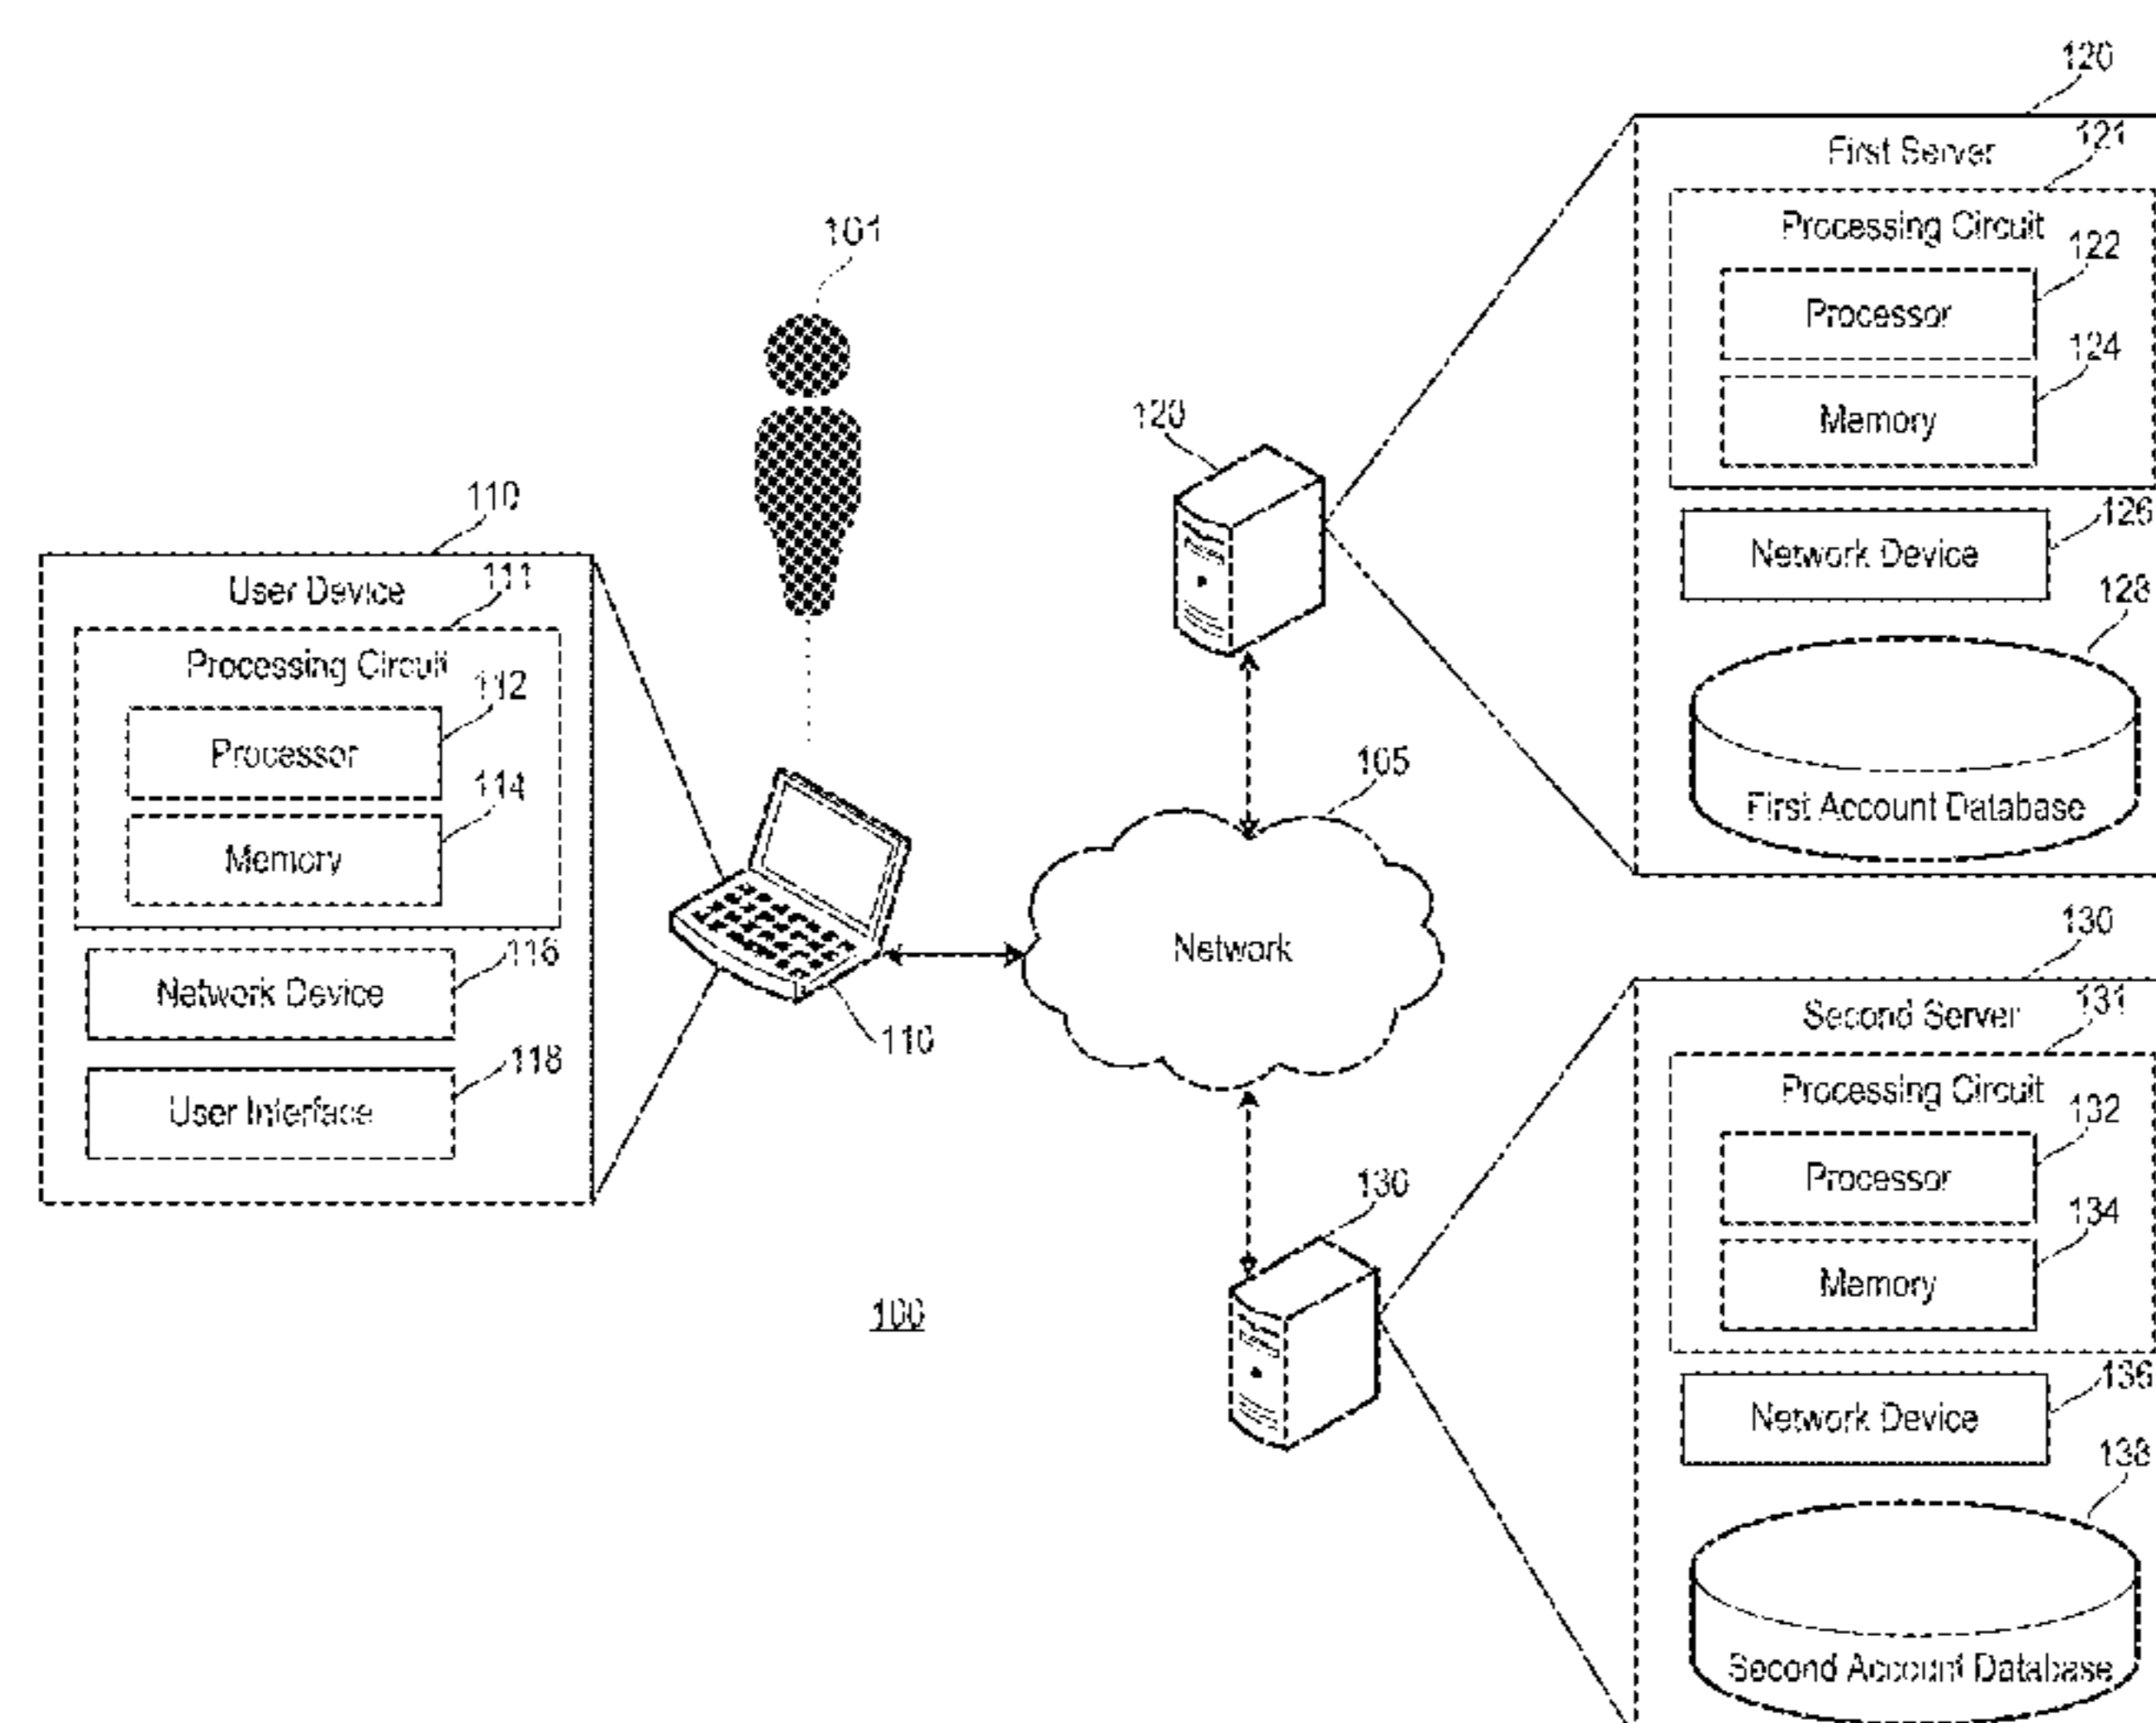 120
First Server
121
Processing Circuit
122
Processor
124
Memory
126
Network Device
128
First Account Database
101
120
110
User Device
111
Processing Circuit
112
Processor
114
Memory
116
Network Device
118
User Interface
110
105
Network
130
100
130
Second Server
131
Processing Circuit
132
Processor
134
Memory
136
Network Device
138
Second Account Database